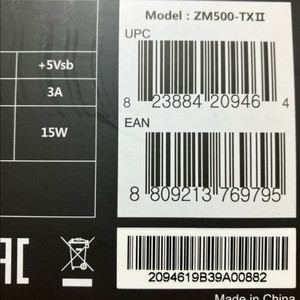 Model : ZM500-TXⅡ
UPC
+5Vsb
3A
8 23884 20946 4
15W
EAN
8 809213 769795
EAC
2094619B39A00882
Made in China